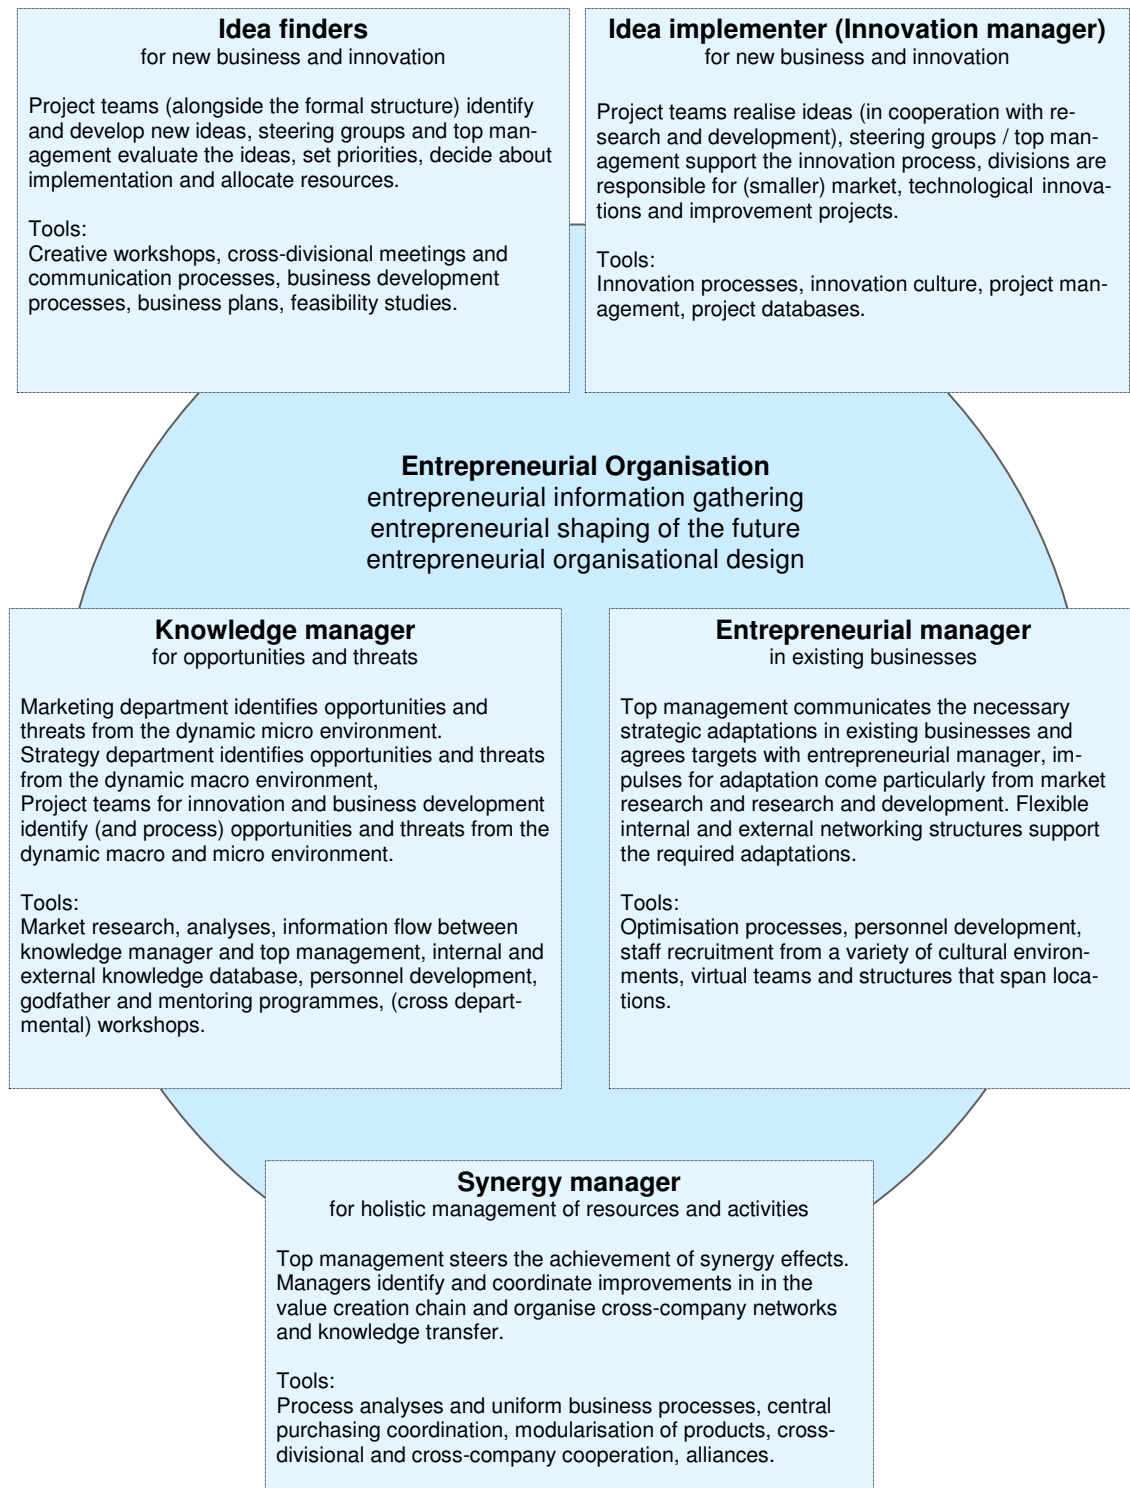 Idea finders
for new business and innovation
Project teams (alongside the formal structure) identify
and develop new ideas, steering groups and top man-
agement evaluate the ideas, set priorities, decide about
implementation and allocate resources.
Tools:
Creative workshops, cross-divisional meetings and
communication processes, business development
processes, business plans, feasibility studies.
Idea implementer (Innovation manager)
for new business and innovation
Project teams realise ideas (in cooperation with re-
search and development), steering groups / top man-
agement support the innovation process, divisions are
responsible for (smaller) market, technological innova-
tions and improvement projects.
Tools:
Innovation processes, innovation culture, project man-
agement, project databases.
Entrepreneurial Organisation
entrepreneurial information gathering
entrepreneurial shaping of the future
entrepreneurial organisational design
Knowledge manager
for opportunities and threats
Marketing department identifies opportunities and
threats from the dynamic micro environment.
Strategy department identifies opportunities and threats
from the dynamic macro environment,
Project teams for innovation and business development
identify (and process) opportunities and threats from the
dynamic macro and micro environment.
Tools:
Market research, analyses, information flow between
knowledge manager and top management, internal and
external knowledge database, personnel development,
godfather and mentoring programmes, (cross depart-
mental) workshops.
Entrepreneurial manager
in existing businesses
Top management communicates the necessary
strategic adaptations in existing businesses and
agrees targets with entrepreneurial manager, im-
pulses for adaptation come particularly from market
research and research and development. Flexible
internal and external networking structures support
the required adaptations.
Tools:
Optimisation processes, personnel development,
staff recruitment from a variety of cultural environ-
ments, virtual teams and structures that span loca-
tions.
Synergy manager
for holistic management of resources and activities
Top management steers the achievement of synergy effects.
Managers identify and coordinate improvements in in the
value creation chain and organise cross-company networks
and knowledge transfer.
Tools:
Process analyses and uniform business processes, central
purchasing coordination, modularisation of products, cross-
divisional and cross-company cooperation, alliances.